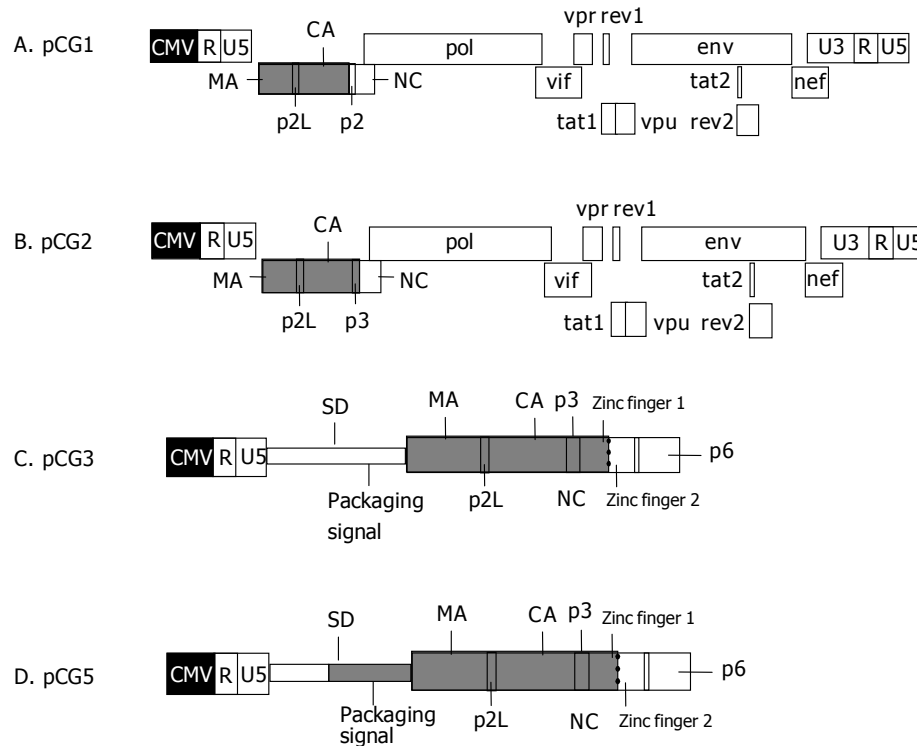 vpr rev1
A. pCG1
CMV R U5
CA
pol
env
U3 R U5
MA
NC
vif
tat2
nef
p2L
p2
tat1
vpu
rev2
vpr rev1
B. pCG2
CMV R U5
CA
pol
env
U3 R U5
MA
NC
vif
tat2
nef
p2L
p3
tat1
vpu
rev2
SD
MA
CA
p3
Zinc finger 1
C. pCG3
CMV R U5
p6
Packaging
signal
p2L
NC
Zinc finger 2
SD
MA
CA
p3
Zinc finger 1
D. pCG5
CMV R U5
p6
Packaging
signal
p2L
NC
Zinc finger 2